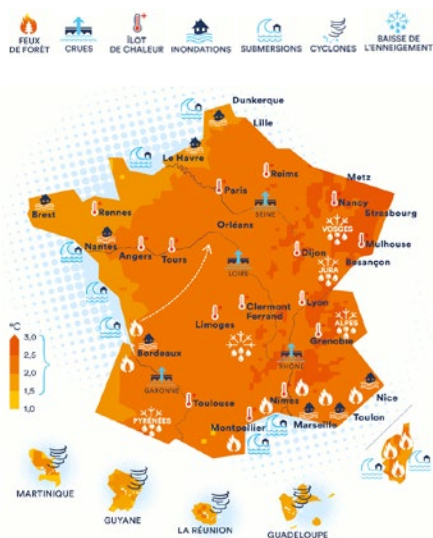 FEUX
DE FORÊT
CRUES
ÎLOT
DE CHALEUR
INONDATIONS
SUBMERSIONS
CYCLONES
BAISSE DE
L'ENNEIGEMENT
Dunkerque
Lille
Le Havre
Reims
Metz
Paris
Nancy
Brest
Rennes
SEINE
Strasbourg
VOSGES
Orléans
Nantes
Angers
Tours
Dijon
Mulhouse
Besançon
JURA
LOIRE
°C
3,0
2,5
2,0
1,5
1,0
Clermont
Ferrand
Lyon
Limoges
ALPES
Bordeaux
Grenoble
RHÔNE
GARONNE
Toulouse
Nîmes
Nice
PYRÉNÉES
Montpellier
Marseille
Toulon
MARTINIQUE
GUYANE
LA RÉUNION
GUADELOUPE